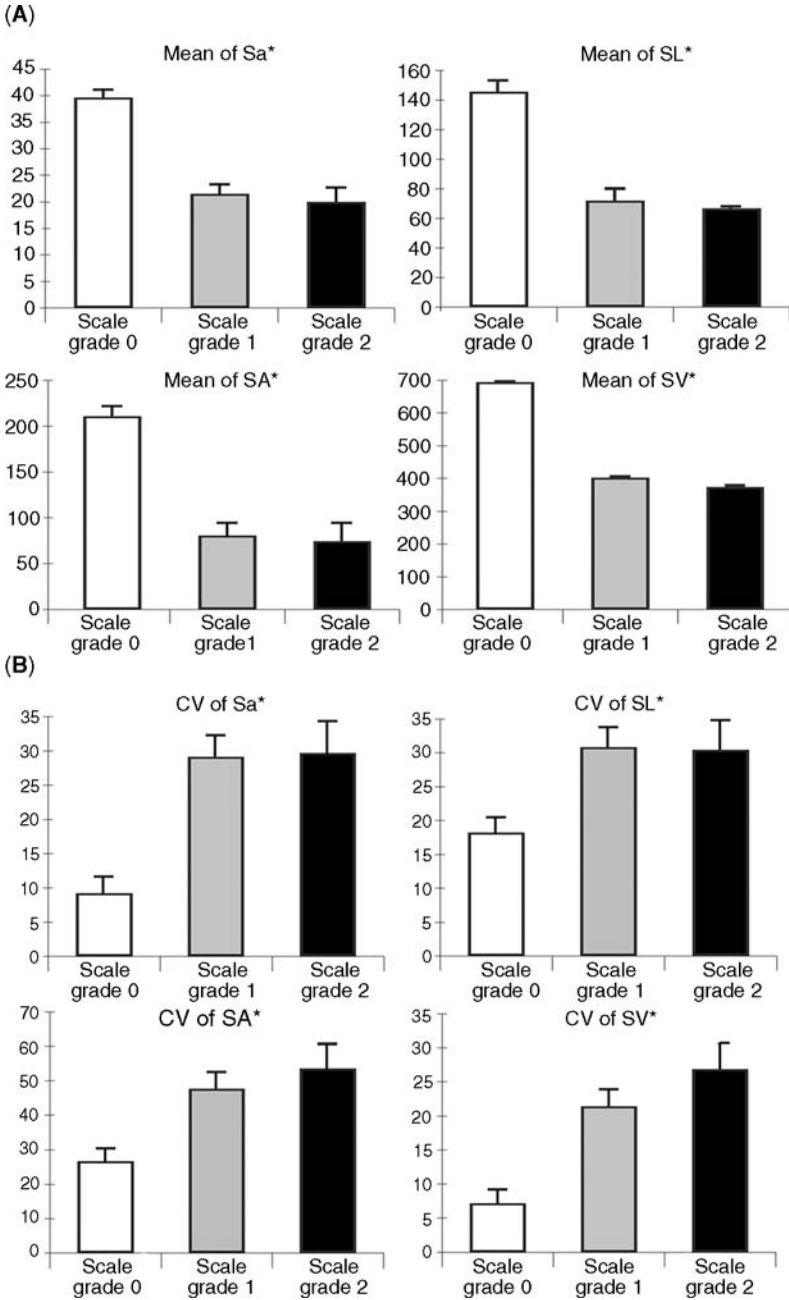 (A)
Mean of Sa*
45
40
35
30
25
20
15
10
5
0
Scale grade 0
Scale grade 1
Scale grade 2
Mean of SL*
160
140
120
100
80
60
40
20
0
Scale grade 0
Scale grade 1
Scale grade 2
Mean of SA*
250
200
150
100
50
0
Scale grade 0
Scale grade1
Scale grade 2
Mean of SV*
700
600
500
400
300
200
100
0
Scale grade 0
Scale grade 1
Scale grade 2
(B)
CV of Sa*
35
30
25
20
15
10
5
0
Scale grade 0
Scale grade 1
Scale grade 2
CV of SL*
35
30
25
20
15
10
5
0
Scale grade 0
Scale grade 1
Scale grade 2
CV of SA*
70
60
50
40
30
20
10
0
Scale grade 0
Scale grade 1
Scale grade 2
CV of SV*
35
30
25
20
15
10
5
0
Scale grade 0
Scale grade 1
Scale grade 2